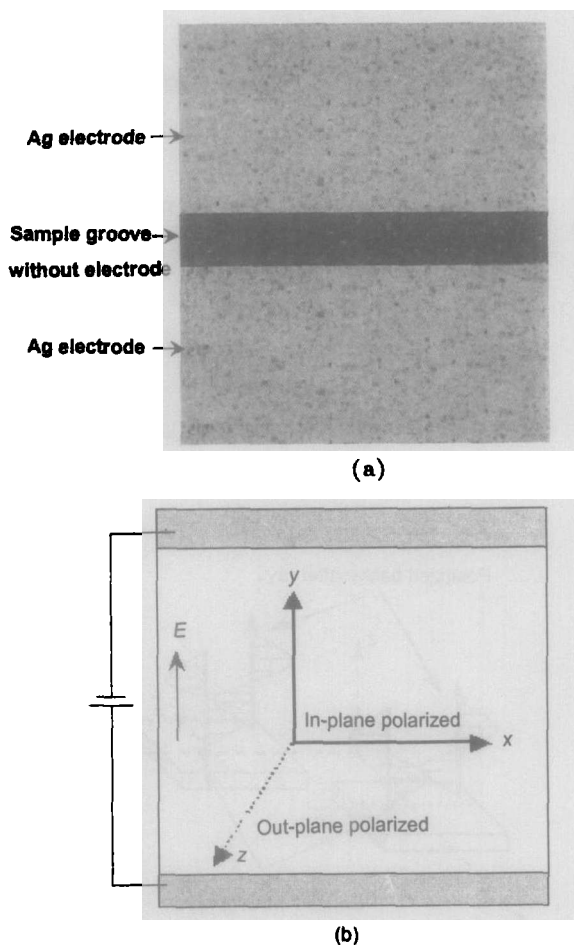 Ag electrode
Sample groove
without electrode
Ag electrode
(a)
y
E
In-plane polarized
x
Out-plane polarized
z
(b)